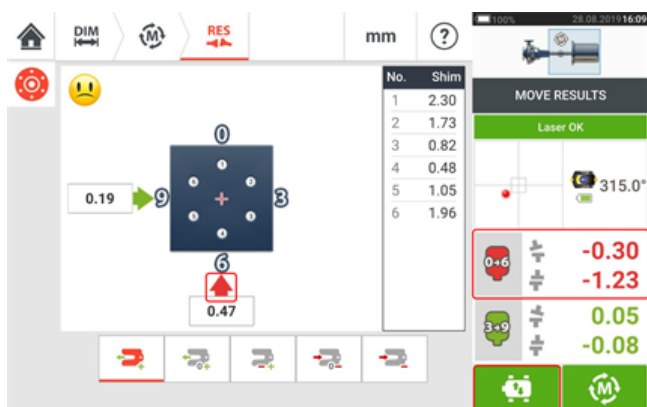 DIM
M
RES
mm
?
100%
28.08.2019 16:09
No. Shim
1 2.30
2 1.73
3 0.82
4 0.48
5 1.05
6 1.96
0
9
3
6
0.19
0.47
MOVE RESULTS
Laser OK
315.0°
0→6
-0.30
-1.23
3→9
0.05
-0.08
M